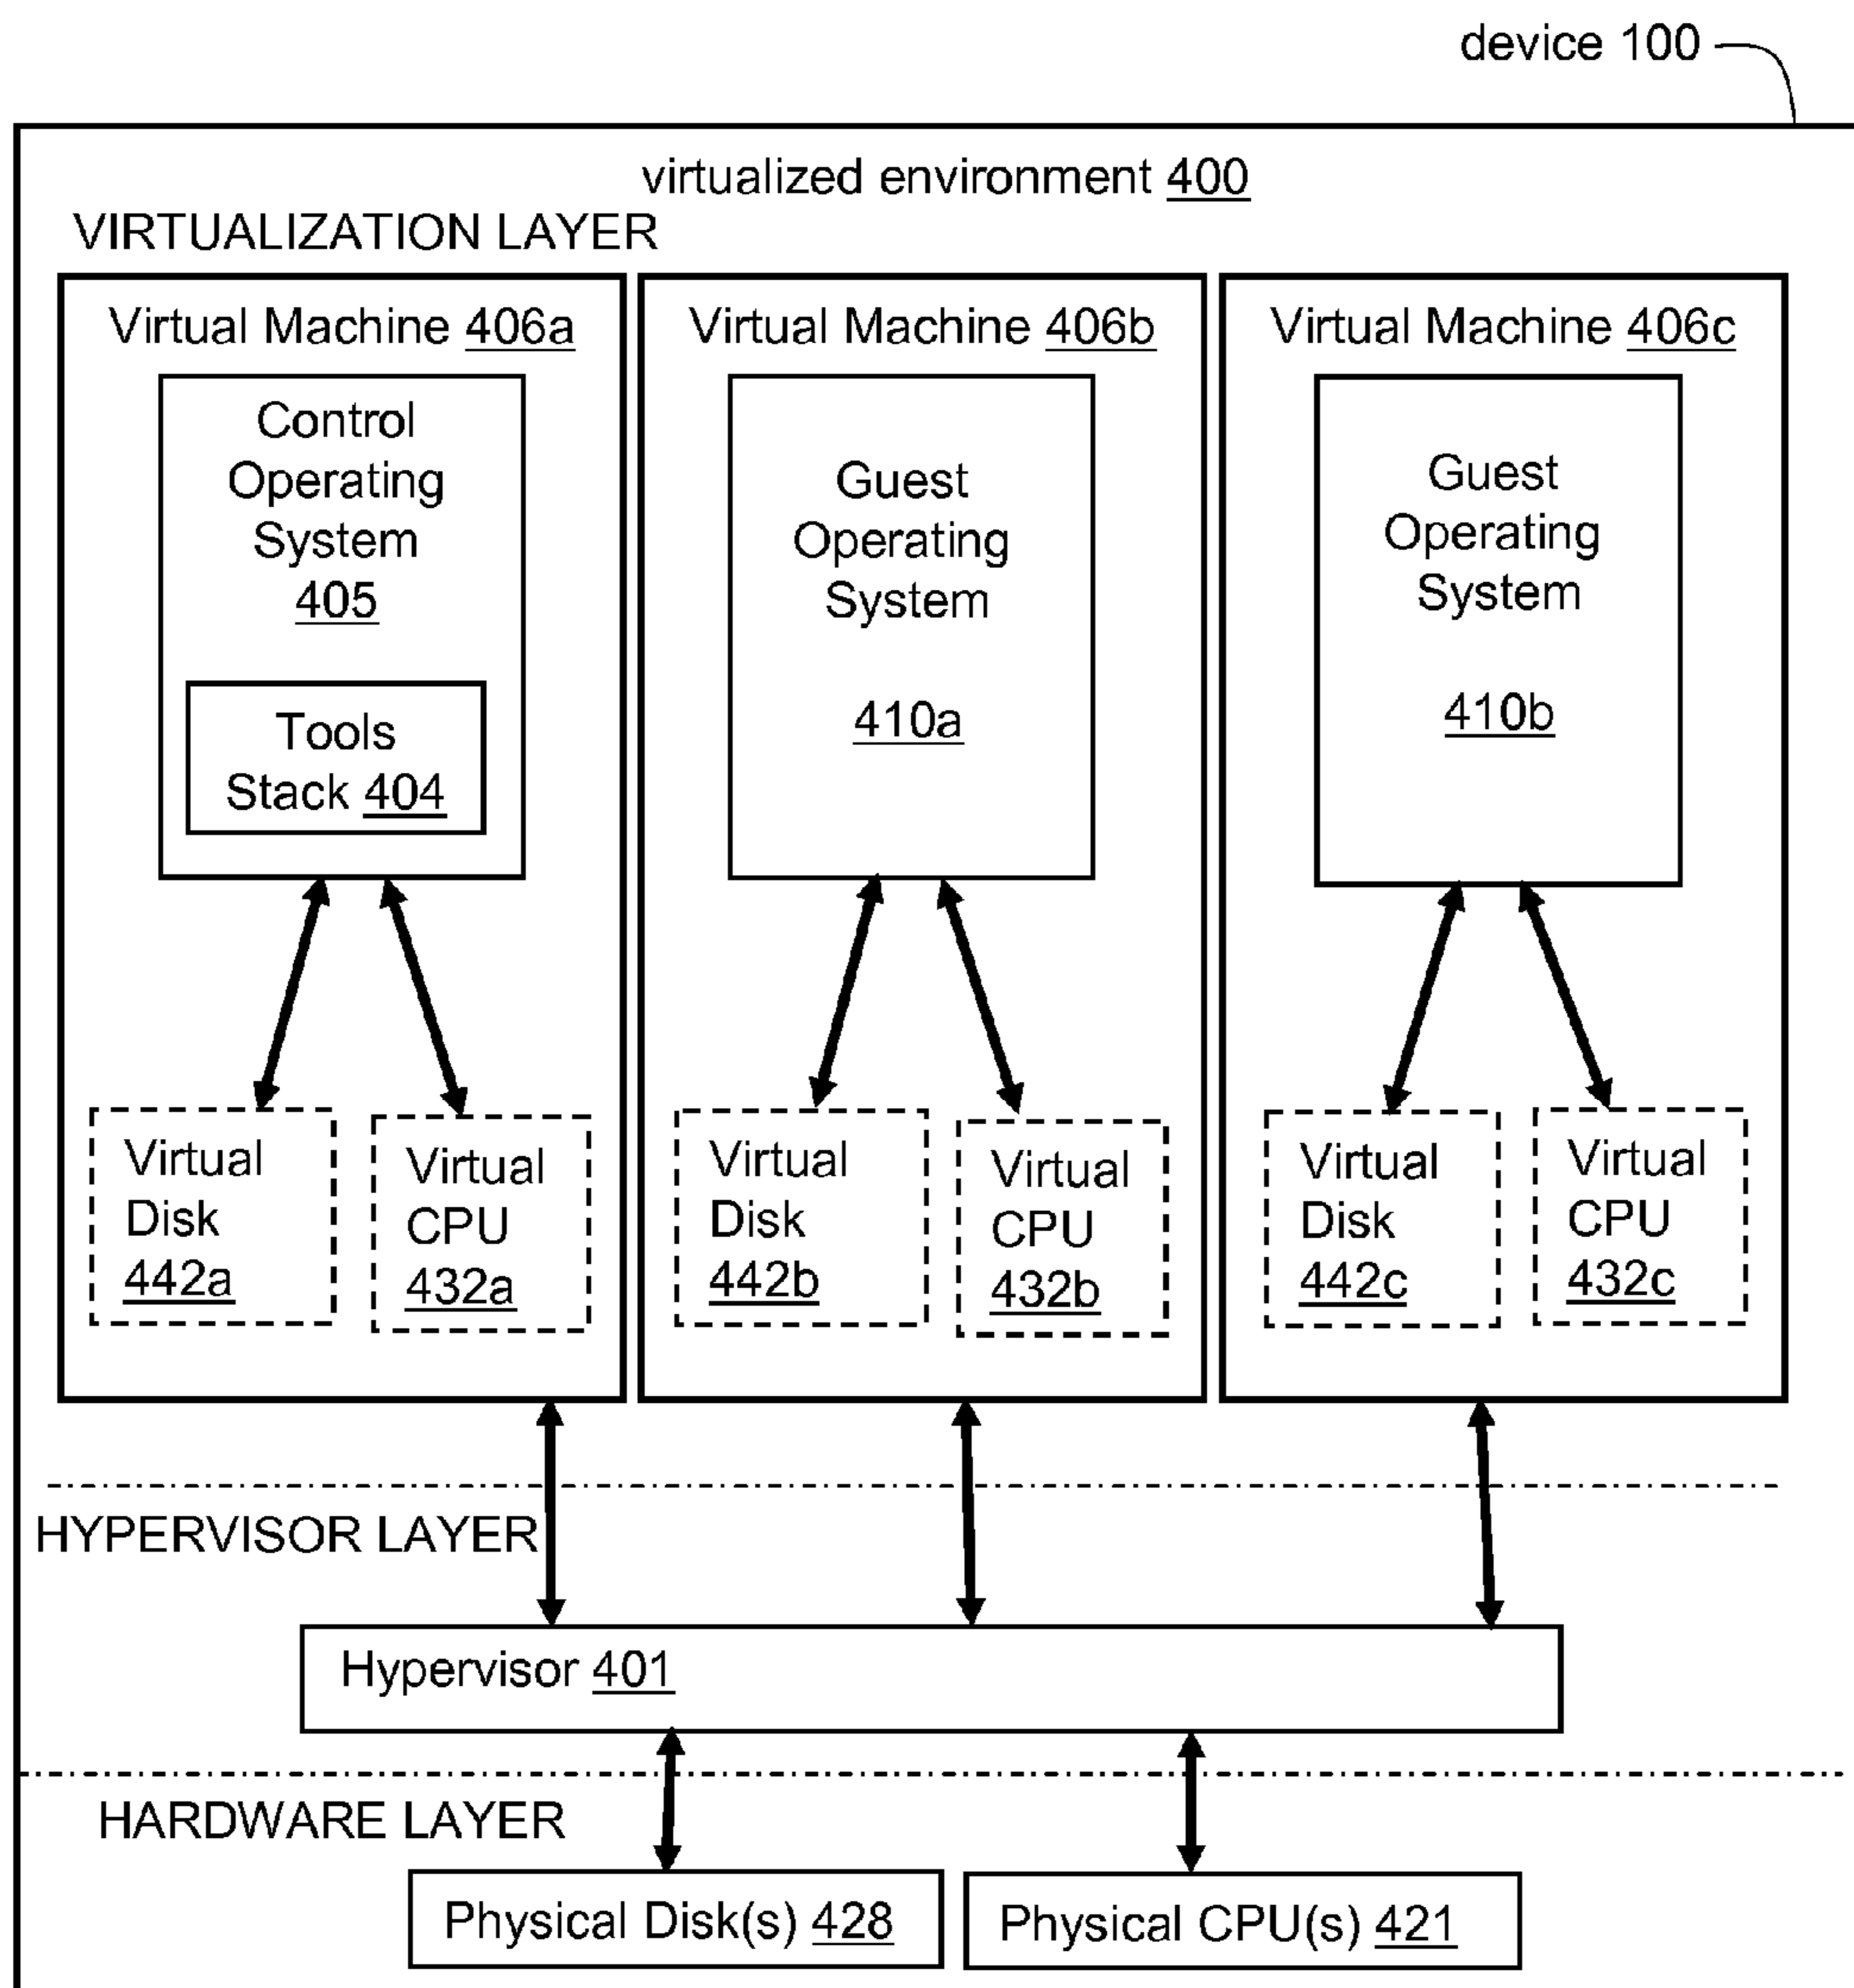 device 100
virtualized environment 400
VIRTUALIZATION LAYER
Virtual Machine 406a
Control
Operating
System
405
Tools
Stack 404
Virtual
Disk
442a
Virtual
CPU
432a
Virtual Machine 406b
Guest
Operating
System
410a
Virtual
Disk
442b
Virtual
CPU
432b
Virtual Machine 406c
Guest
Operating
System
410b
Virtual
Disk
442c
Virtual
CPU
432c
HYPERVISOR LAYER
Hypervisor 401
HARDWARE LAYER
Physical Disk(s) 428
Physical CPU(s) 421